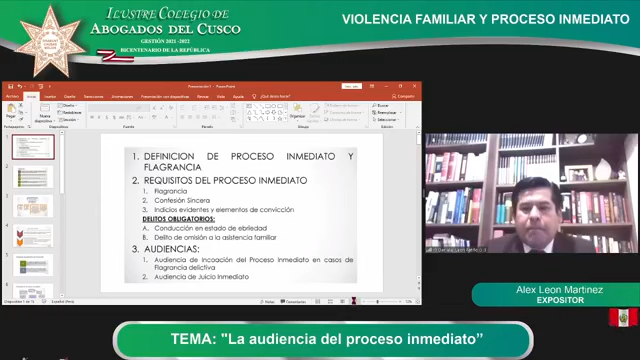 ILUSTRE COLEGIO DE
ABOGADOS DEL CUSCO
GESTIÓN 2021 -2022
BICENTENARIO DE LA REPÚBLICA
VIOLENCIA FAMILIAR Y PROCESO INMEDIATO
1. DEFINICION DE PROCESO INMEDIATO Y
FLAGRANCIA
2. REQUISITOS DEL PROCESO INMEDIATO
1. Flagrancia
2. Confesión Sincera
3. Indicios evidentes y elementos de convicción
DELITOS OBLIGATORIOS:
A. Conducción en estado de ebriedad
B. Delito de omisión a la asistencia familiar
3. AUDIENCIAS:
1. Audiencia de Incoación del Proceso Inmediato en casos de
Flagrancia delictiva
2. Audiencia de Juicio Inmediato
Alex Leon Martinez
EXPOSITOR
TEMA: "La audiencia del proceso inmediato”